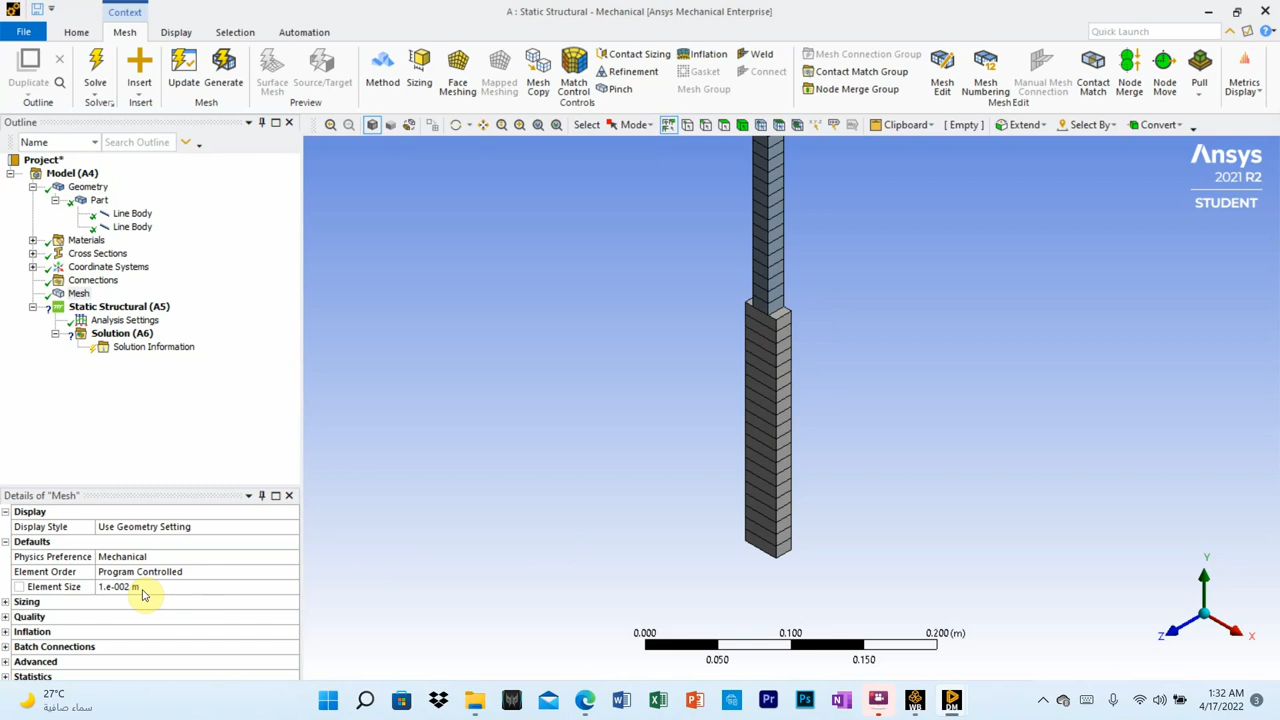 Context
A : Static Structural - Mechanical [Ansys Mechanical Enterprise]
File
Home
Mesh
Display
Selection
Automation
Quick Launch
Duplicate
Outline
Solve
Solver
Insert
Insert
Update
Generate
Mesh
Surface
Mesh
Source/Target
Preview
Method
Sizing
Face
Meshing
Mapped
Meshing
Mesh
Copy
Match
Control
Contact Sizing
Refinement
Pinch
Inflation
Gasket
Mesh Group
Weld
Connect
Controls
Mesh Connection Group
Contact Match Group
Node Merge Group
Mesh
Edit
Mesh
Numbering
Manual Mesh
Connection
Contact
Match
Node
Merge
Node
Move
Pull
Mesh Edit
Metrics
Display
Outline
Name
Search Outline
Select
Mode
Clipboard
[ Empty ]
Extend
Select By
Convert
Project*
Model (A4)
Geometry
Part
Line Body
Line Body
Materials
Cross Sections
Coordinate Systems
Connections
Mesh
Static Structural (A5)
Analysis Settings
Solution (A6)
Solution Information
Ansys
2021 R2
STUDENT
Details of "Mesh"
Display
Display Style Use Geometry Setting
Defaults
Physics Preference Mechanical
Element Order Program Controlled
Element Size 1.e-002 m
Sizing
Quality
Inflation
Batch Connections
Advanced
Statistics
0.000 0.100 0.200 (m)
0.050 0.150
Y
Z
X
27°C
سماء صافية
1:32 AM
4/17/2022